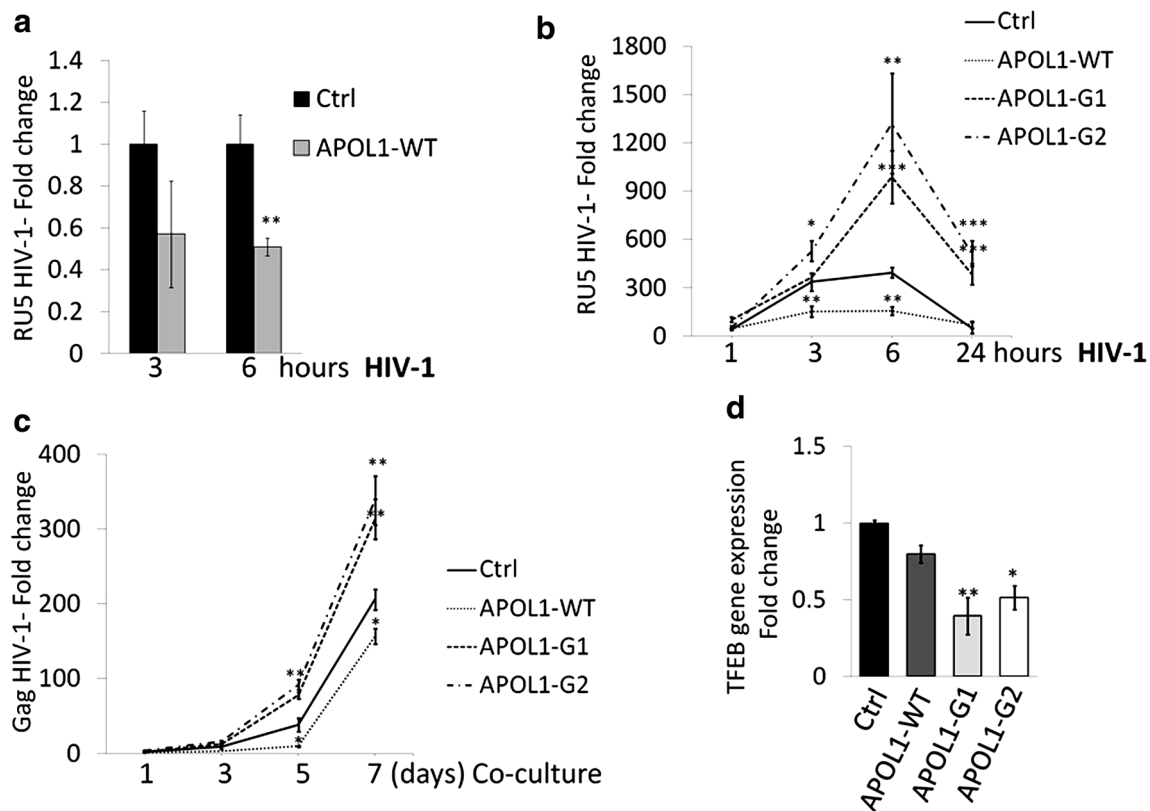 a
RU5 HIV-1- Fold change
1.4
1.2
1
0.8
0.6
0.4
0.2
0
Ctrl
APOL1-WT
**
3 6 hours HIV-1
b
RU5 HIV-1- Fold change
1800
1500
1200
900
600
300
0
Ctrl
APOL1-WT
APOL1-G1
APOL1-G2
**
***
*
***
***
**
**
1 3 6 24 hours HIV-1
c
Gag HIV-1- Fold change
400
300
200
100
0
**
**
*
**
*
Ctrl
APOL1-WT
APOL1-G1
APOL1-G2
1 3 5 7 (days) Co-culture
d
TFEB gene expression
Fold change
1.5
1
0.5
0
**
*
Ctrl
APOL1-WT
APOL1-G1
APOL1-G2